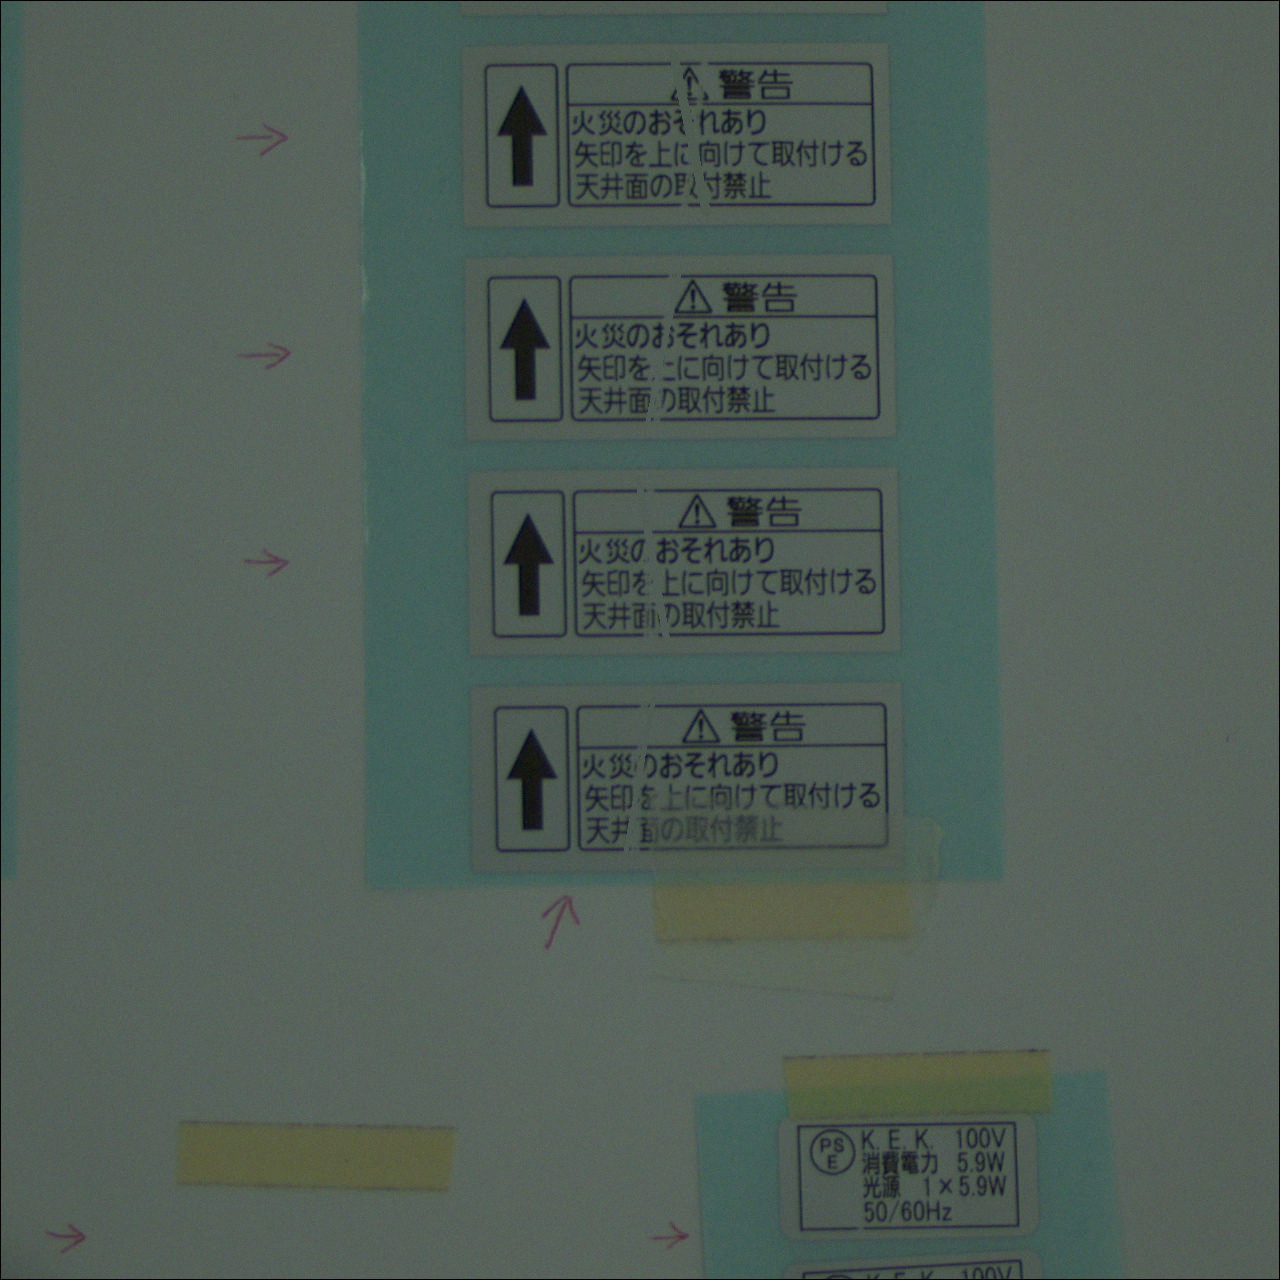 ⚠ 警告
火災のおそれあり
矢印を上に向けて取付ける
天井面の取付禁止
⚠ 警告
火災のおそれあり
矢印を上に向けて取付ける
天井面の取付禁止
⚠ 警告
火災のおそれあり
矢印を上に向けて取付ける
天井面の取付禁止
⚠ 警告
火災のおそれあり
矢印を上に向けて取付ける
天井面の取付禁止
PS
E
K. E. K. 100V
消費電力 5.9W
光源 1×5.9W
50/60Hz
K. E. K. 100V